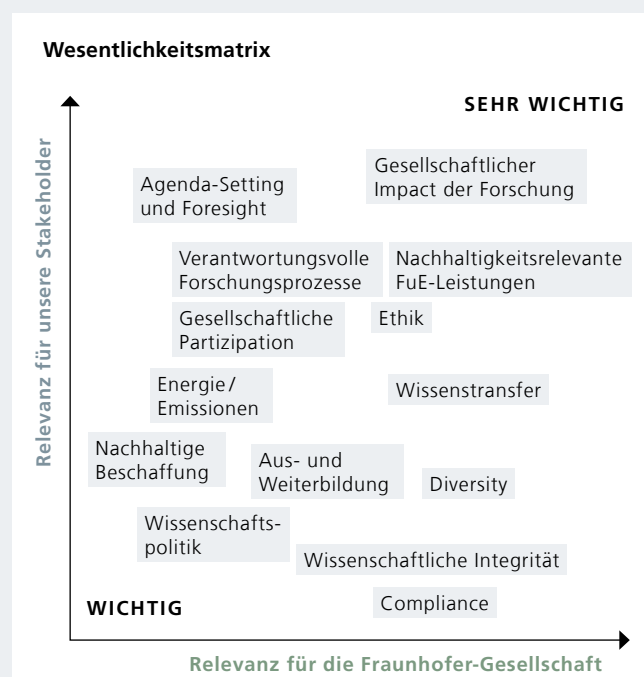 Wesentlichkeitsmatrix
SEHR WICHTIG
Relevanz für unsere Stakeholder
Agenda-Setting
und Foresight
Gesellschaftlicher
Impact der Forschung
Verantwortungsvolle
Forschungsprozesse
Nachhaltigkeitsrelevante
FuE-Leistungen
Gesellschaftliche
Partizipation
Ethik
Energie/
Emissionen
Wissenstransfer
Nachhaltige
Beschaffung
Aus- und
Weiterbildung
Diversity
Wissenschafts-
politik
Wissenschaftliche Integrität
Compliance
WICHTIG
Relevanz für die Fraunhofer-Gesellschaft